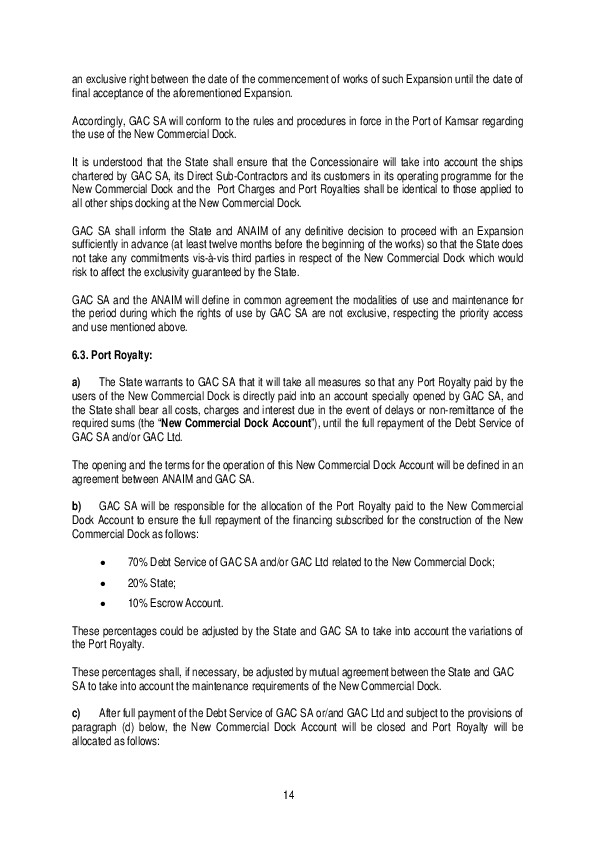 an exclusive right between the date of the commencement of works of such Expansion until the date of
final acceptance of the aforementioned Expansion.
Accordingly, GAC SA will conform to the rules and procedures in force in the Port of Kamsar regarding
the use of the New Commercial Dock.
It is understood that the State shall ensure that the Concessionaire will take into account the ships
chartered by GAC SA, its Direct Sub-Contractors and its customers in its operating programme for the
New Commercial Dock and the Port Charges and Port Royalties shall be identical to those applied to
all other ships docking at the New Commercial Dock.
GAC SA shall inform the State and ANAIM of any definitive decision to proceed with an Expansion
sufficiently in advance (at least twelve months before the beginning of the works) so that the State does
not take any commitments vis-à-vis third parties in respect of the New Commercial Dock which would
risk to affect the exclusivity guaranteed by the State.
GAC SA and the ANAIM will define in common agreement the modalities of use and maintenance for
the period during which the rights of use by GAC SA are not exclusive, respecting the priority access
and use mentioned above.
6.3. Port Royalty:
a) The State warrants to GAC SA that it will take all measures so that any Port Royalty paid by the
users of the New Commercial Dock is directly paid into an account specially opened by GAC SA, and
the State shall bear all costs, charges and interest due in the event of delays or non-remittance of the
required sums (the "New Commercial Dock Account"), until the full repayment of the Debt Service of
GAC SA and/or GAC Ltd.
The opening and the terms for the operation of this New Commercial Dock Account will be defined in an
agreement between ANAIM and GAC SA.
b) GAC SA will be responsible for the allocation of the Port Royalty paid to the New Commercial
Dock Account to ensure the full repayment of the financing subscribed for the construction of the New
Commercial Dock as follows:
• 70% Debt Service of GAC SA and/or GAC Ltd related to the New Commercial Dock;
• 20% State;
• 10% Escrow Account.
These percentages could be adjusted by the State and GAC SA to take into account the variations of
the Port Royalty.
These percentages shall, if necessary, be adjusted by mutual agreement between the State and GAC
SA to take into account the maintenance requirements of the New Commercial Dock.
c) After full payment of the Debt Service of GAC SA or/and GAC Ltd and subject to the provisions of
paragraph (d) below, the New Commercial Dock Account will be closed and Port Royalty will be
allocated as follows:
14